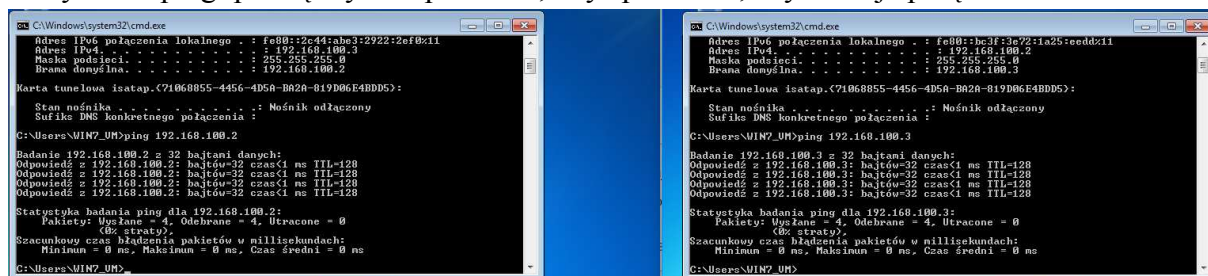 C:\Windows\system32\cmd.exe
Adres IPv6 połączenia lokalnego . : fe80::2c44:abe3:2922:2ef0%11
Adres IPv4. . . . . . . . . . . . . : 192.168.100.3
Maska podsieci. . . . . . . . . . : 255.255.255.0
Brama domyślna. . . . . . . . . . : 192.168.100.2
Karta tunelowa isatap.{71068855-4456-4D5A-BA2A-819D06E4BDD5}:
Stan nośnika . . . . . . . . . . . .: Nośnik odłączony
Sufiks DNS konkretnego połączenia :
C:\Users\WIN7_VM>ping 192.168.100.2
Badanie 192.168.100.2 z 32 bajtami danych:
Odpowiedź z 192.168.100.2: bajtów=32 czas<1 ms TTL=128
Odpowiedź z 192.168.100.2: bajtów=32 czas<1 ms TTL=128
Odpowiedź z 192.168.100.2: bajtów=32 czas<1 ms TTL=128
Odpowiedź z 192.168.100.2: bajtów=32 czas<1 ms TTL=128
Statystyka badania ping dla 192.168.100.2:
Pakiety: Wysłane = 4, Odebrane = 4, Utracone = 0
(0% straty),
Szacunkowy czas błądzenia pakietów w millisekundach:
Minimum = 0 ms, Maksimum = 0 ms, Czas średni = 0 ms
C:\Users\WIN7_VM>_
C:\Windows\system32\cmd.exe
Adres IPv6 połączenia lokalnego . : fe80::bc3f:3e72:1a25:eedd%11
Adres IPv4. . . . . . . . . . . . . : 192.168.100.2
Maska podsieci. . . . . . . . . . : 255.255.255.0
Brama domyślna. . . . . . . . . . : 192.168.100.3
Karta tunelowa isatap.{71068855-4456-4D5A-BA2A-819D06E4BDD5}:
Stan nośnika . . . . . . . . . . . .: Nośnik odłączony
Sufiks DNS konkretnego połączenia :
C:\Users\WIN7_VM>ping 192.168.100.3
Badanie 192.168.100.3 z 32 bajtami danych:
Odpowiedź z 192.168.100.3: bajtów=32 czas<1 ms TTL=128
Odpowiedź z 192.168.100.3: bajtów=32 czas<1 ms TTL=128
Odpowiedź z 192.168.100.3: bajtów=32 czas<1 ms TTL=128
Odpowiedź z 192.168.100.3: bajtów=32 czas<1 ms TTL=128
Statystyka badania ping dla 192.168.100.3:
Pakiety: Wysłane = 4, Odebrane = 4, Utracone = 0
(0% straty),
Szacunkowy czas błądzenia pakietów w millisekundach:
Minimum = 0 ms, Maksimum = 0 ms, Czas średni = 0 ms
C:\Users\WIN7_VM>